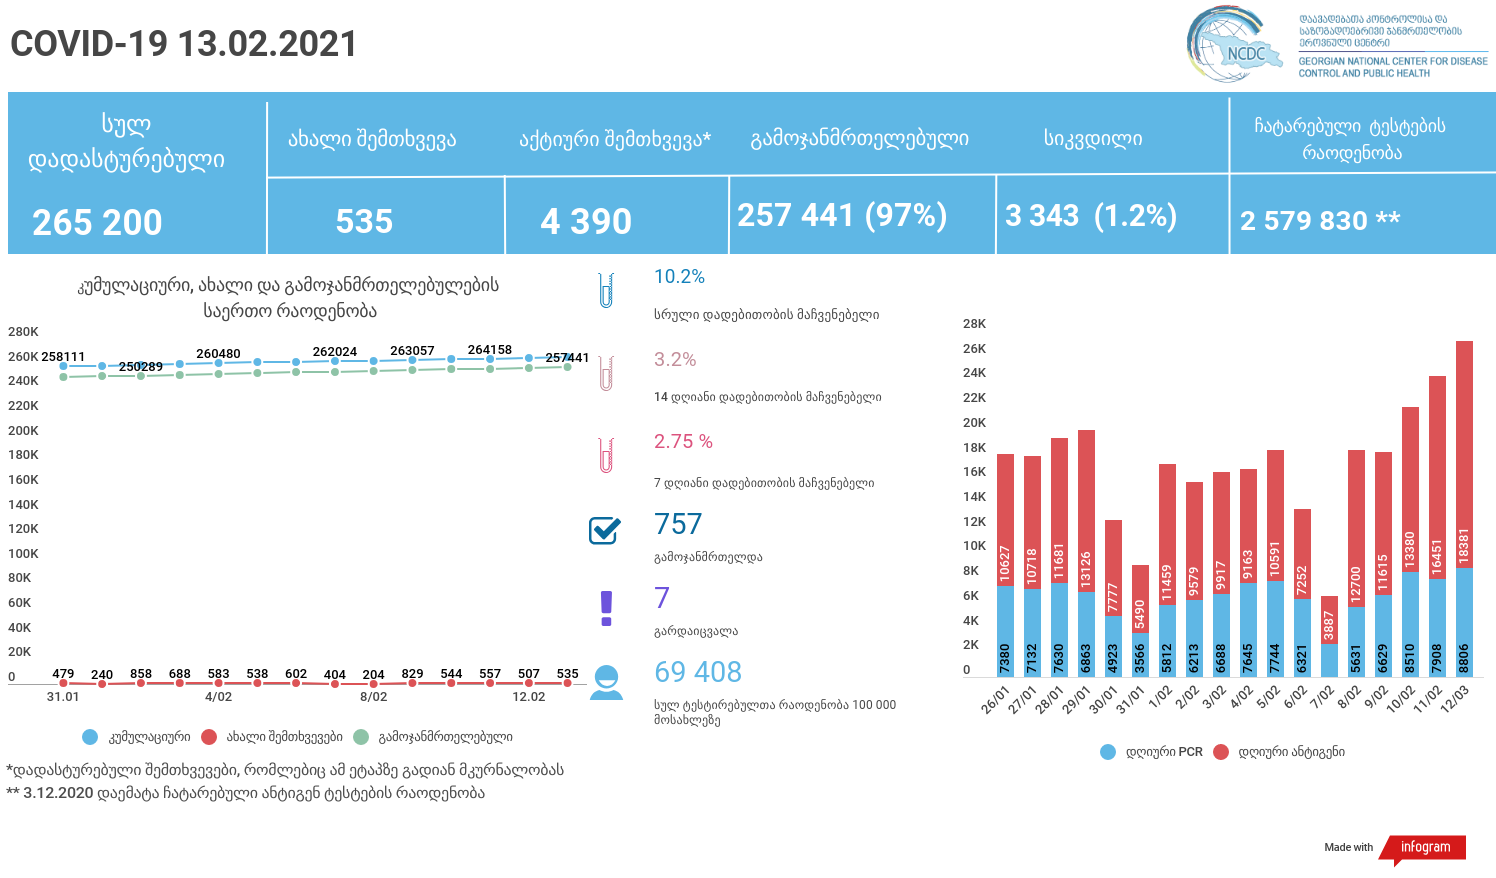 COVID-19 13.02.2021
NCDC
დაავადებათა კონტროლისა და
საზოგადოებრივი ჯანმრთელობის
ეროვნული ცენტრი
GEORGIAN NATIONAL CENTER FOR DISEASE
CONTROL AND PUBLIC HEALTH
სულ
დადასტურებული
265 200
ახალი შემთხვევა
535
აქტიური შემთხვევა*
4 390
გამოჯანმრთელებული
257 441 (97%)
სიკვდილი
3 343 (1.2%)
ჩატარებული ტესტების
რაოდენობა
2 579 830 **
კუმულაციური, ახალი და გამოჯანმრთელებულების
საერთო რაოდენობა
280K
260K
240K
220K
200K
180K
160K
140K
120K
100K
80K
60K
40K
20K
0
258111
250289
260480
262024
263057
264158
257441
479
240
858
688
583
538
602
404
204
829
544
557
507
535
31.01
4/02
8/02
12.02
კუმულაციური
ახალი შემთხვევები
გამოჯანმრთელებული
*დადასტურებული შემთხვევები, რომლებიც ამ ეტაპზე გადიან მკურნალობას
** 3.12.2020 დაემატა ჩატარებული ანტიგენ ტესტების რაოდენობა
10.2%
სრული დადებითობის მაჩვენებელი
3.2%
14 დღიანი დადებითობის მაჩვენებელი
2.75 %
7 დღიანი დადებითობის მაჩვენებელი
757
გამოჯანმრთელდა
7
გარდაიცვალა
69 408
სულ ტესტირებულთა რაოდენობა 100 000
მოსახლეზე
28K
26K
24K
22K
20K
18K
16K
14K
12K
10K
8K
6K
4K
2K
0
10627
10718
11681
13126
7777
5490
11459
9579
9917
9163
10591
7252
3887
12700
11615
13380
16451
18381
7380
7132
7630
6863
4923
3566
5812
6213
6688
7645
7744
6321
5631
6629
8510
7908
8806
26/01
27/01
28/01
29/01
30/01
31/01
1/02
2/02
3/02
4/02
5/02
6/02
7/02
8/02
9/02
10/02
11/02
12/03
დღიური PCR
დღიური ანტიგენი
Made with
infogram